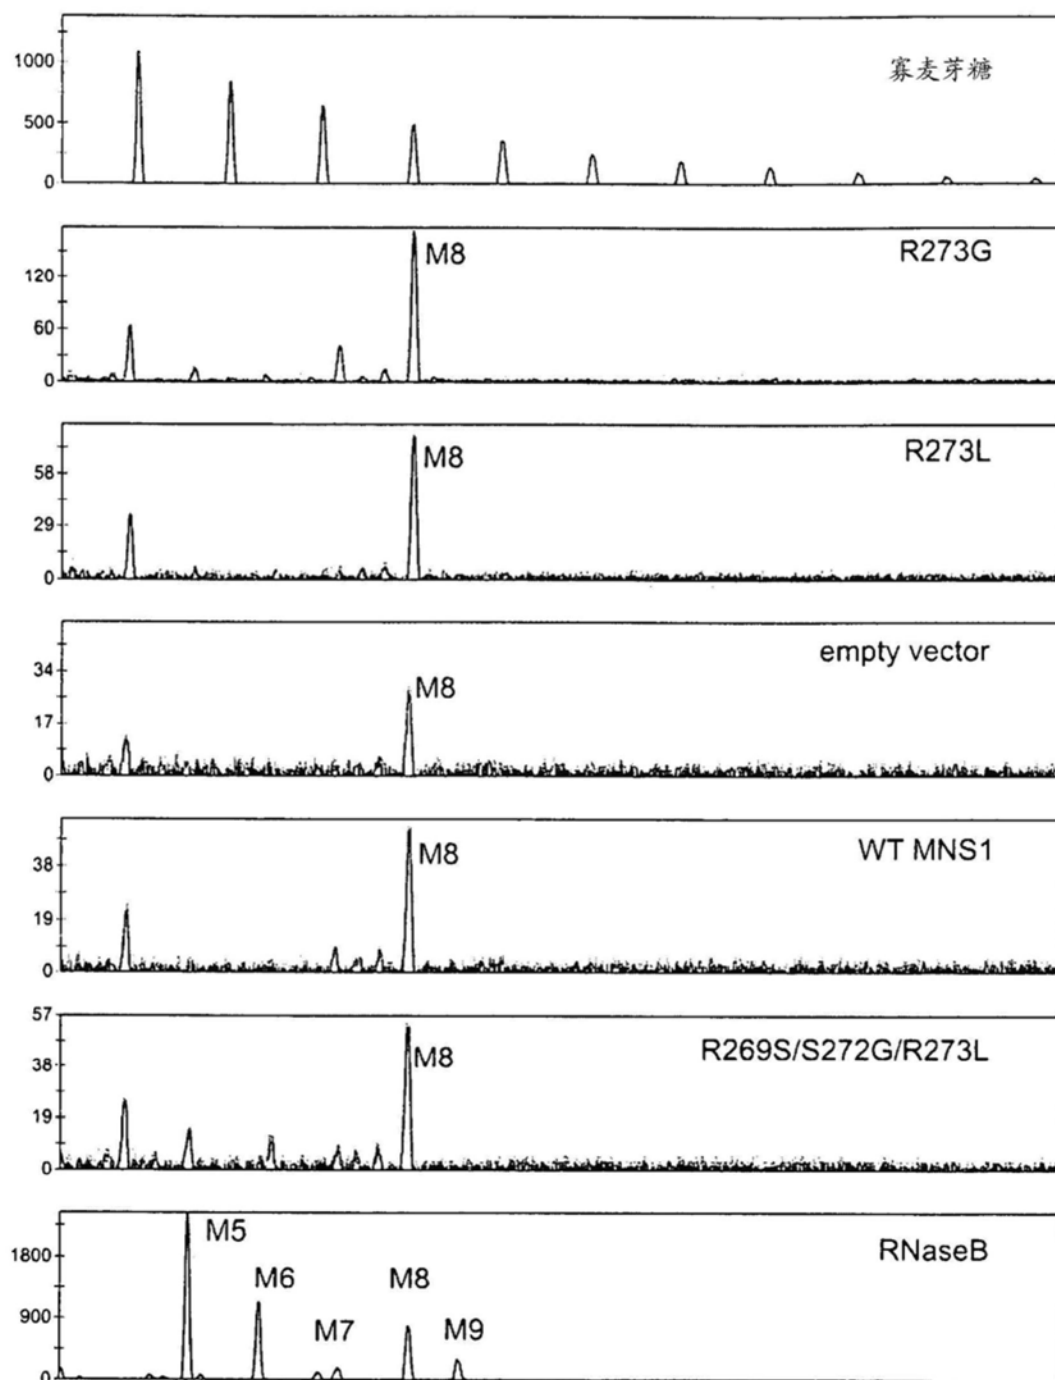 寡麦芽糖
1000
500
0
R273G
M8
120
60
0
R273L
M8
58
29
0
empty vector
M8
34
17
0
WT MNS1
M8
38
19
0
57
R269S/S272G/R273L
M8
38
19
0
M5
RNaseB
1800
M6
M8
900
M7
M9
0